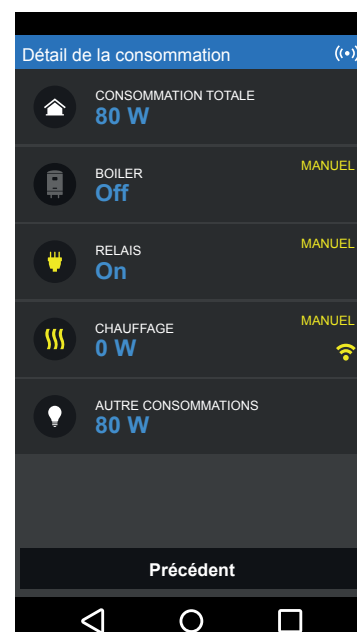 Détail de la consommation
CONSOMMATION TOTALE
80 W
BOILER
MANUEL
Off
RELAIS
MANUEL
On
CHAUFFAGE
MANUEL
0 W
AUTRE CONSOMMATIONS
80 W
Précédent